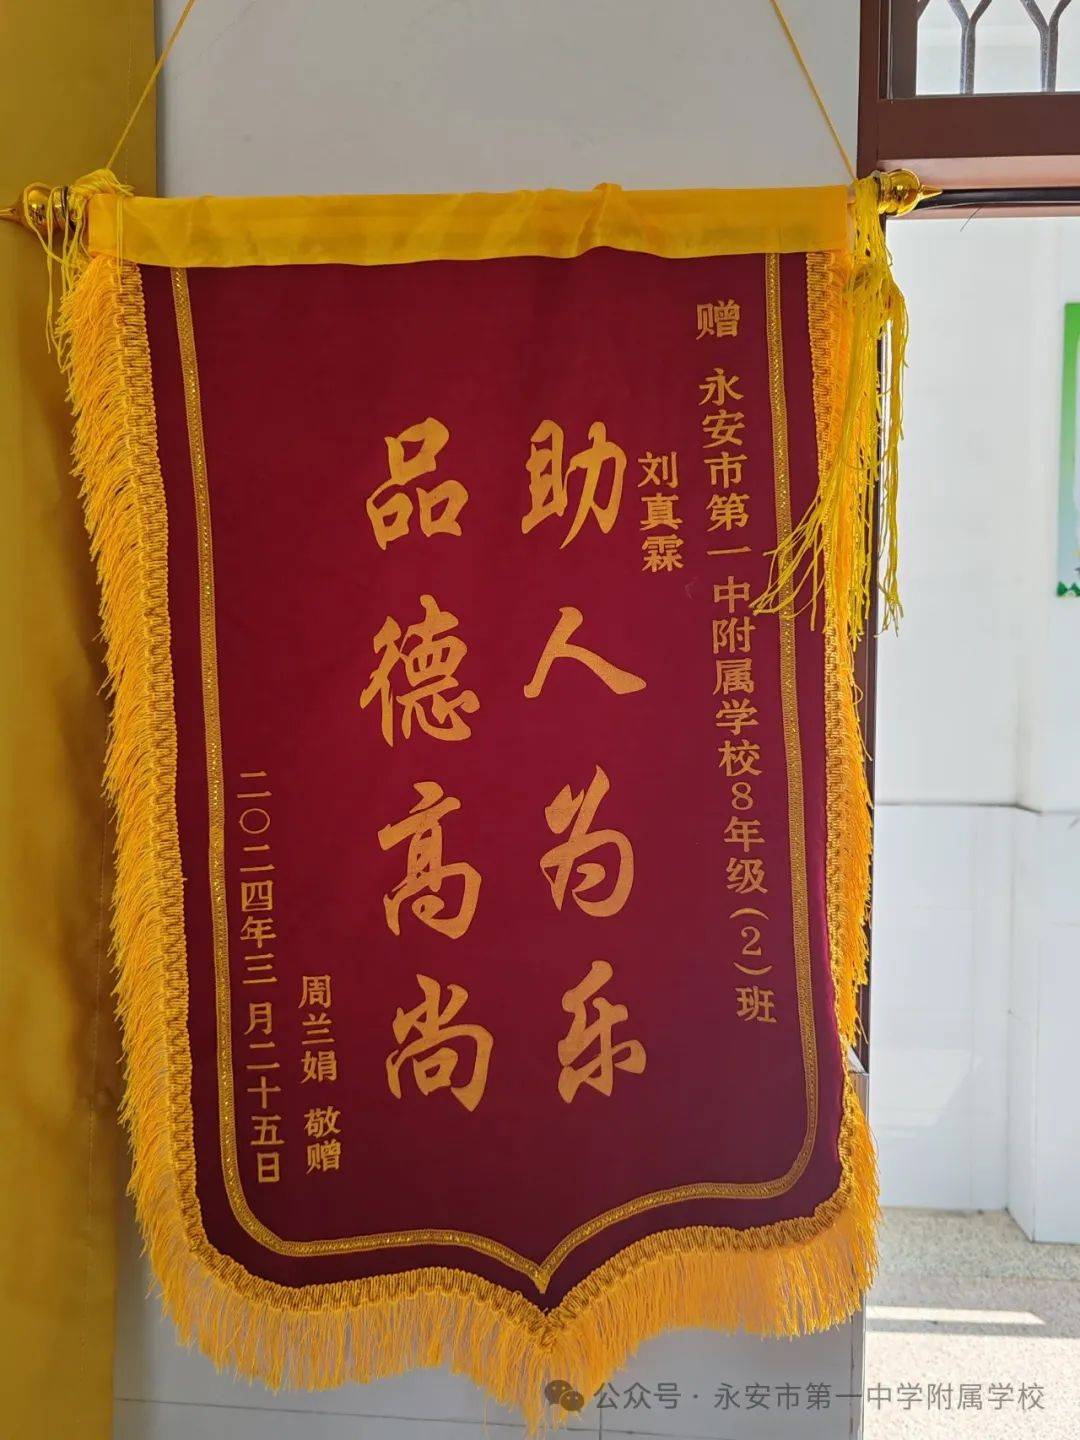 赠 永安市第一中附属学校8年级(2)班
刘真霖
助人为乐
品德高尚
周兰娟 敬赠
二〇二四年三月二十五日
公众号·永安市第一中学附属学校